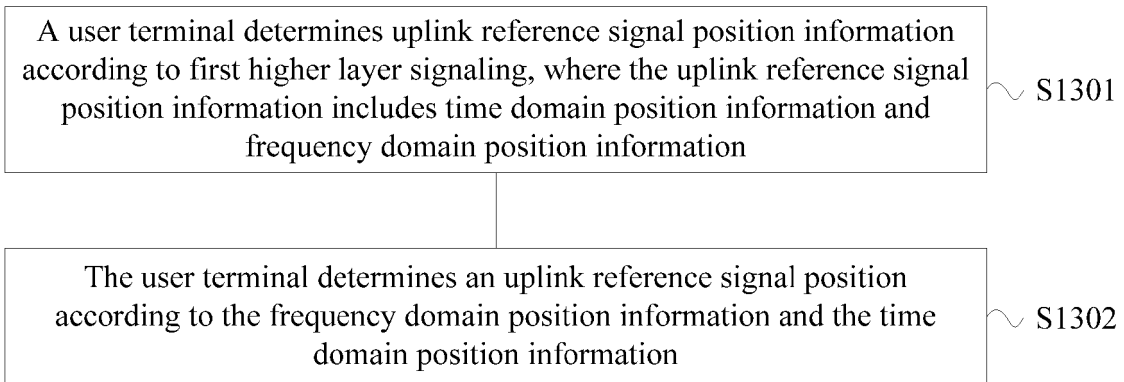 A user terminal determines uplink reference signal position information
according to first higher layer signaling, where the uplink reference signal
position information includes time domain position information and
frequency domain position information
S1301
The user terminal determines an uplink reference signal position
according to the frequency domain position information and the time
domain position information
S1302